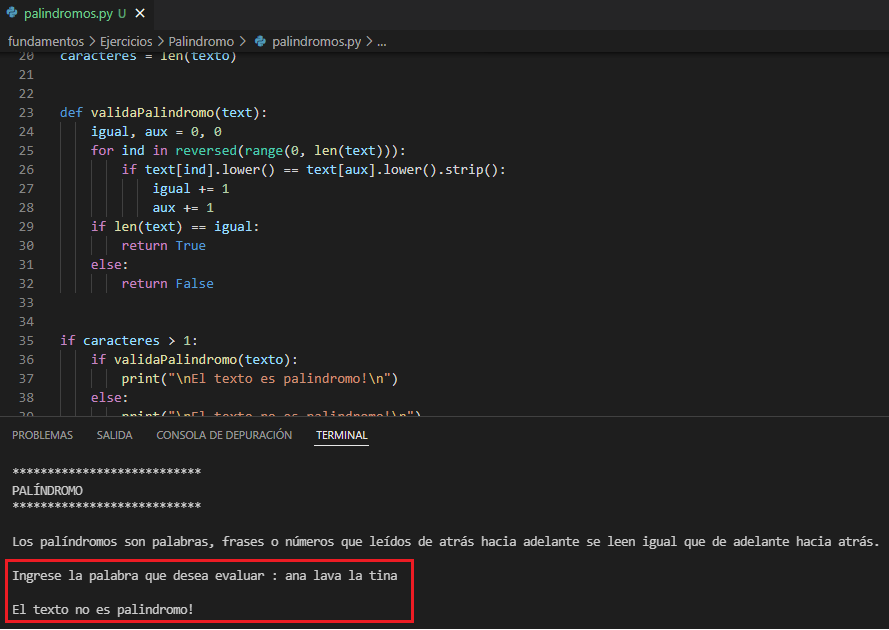 palindromos.py U ×
fundamentos > Ejercicios > Palindromo > palindromos.py > ...
20 caracteres = len(texto)
21
22
23 def validaPalindromo(text):
24 igual, aux = 0, 0
25 for ind in reversed(range(0, len(text))):
26 if text[ind].lower() == text[aux].lower().strip():
27 igual += 1
28 aux += 1
29 if len(text) == igual:
30 return True
31 else:
32 return False
33
34
35 if caracteres > 1:
36 if validaPalindromo(texto):
37 print("\nEl texto es palindromo!\n")
38 else:
39 print("\nEl texto no es palindromo!\n")
PROBLEMAS SALIDA CONSOLA DE DEPURACIÓN TERMINAL
***************************
PALÍNDROMO
***************************
Los palíndromos son palabras, frases o números que leídos de atrás hacia adelante se leen igual que de adelante hacia atrás.
Ingrese la palabra que desea evaluar : ana lava la tina
El texto no es palindromo!